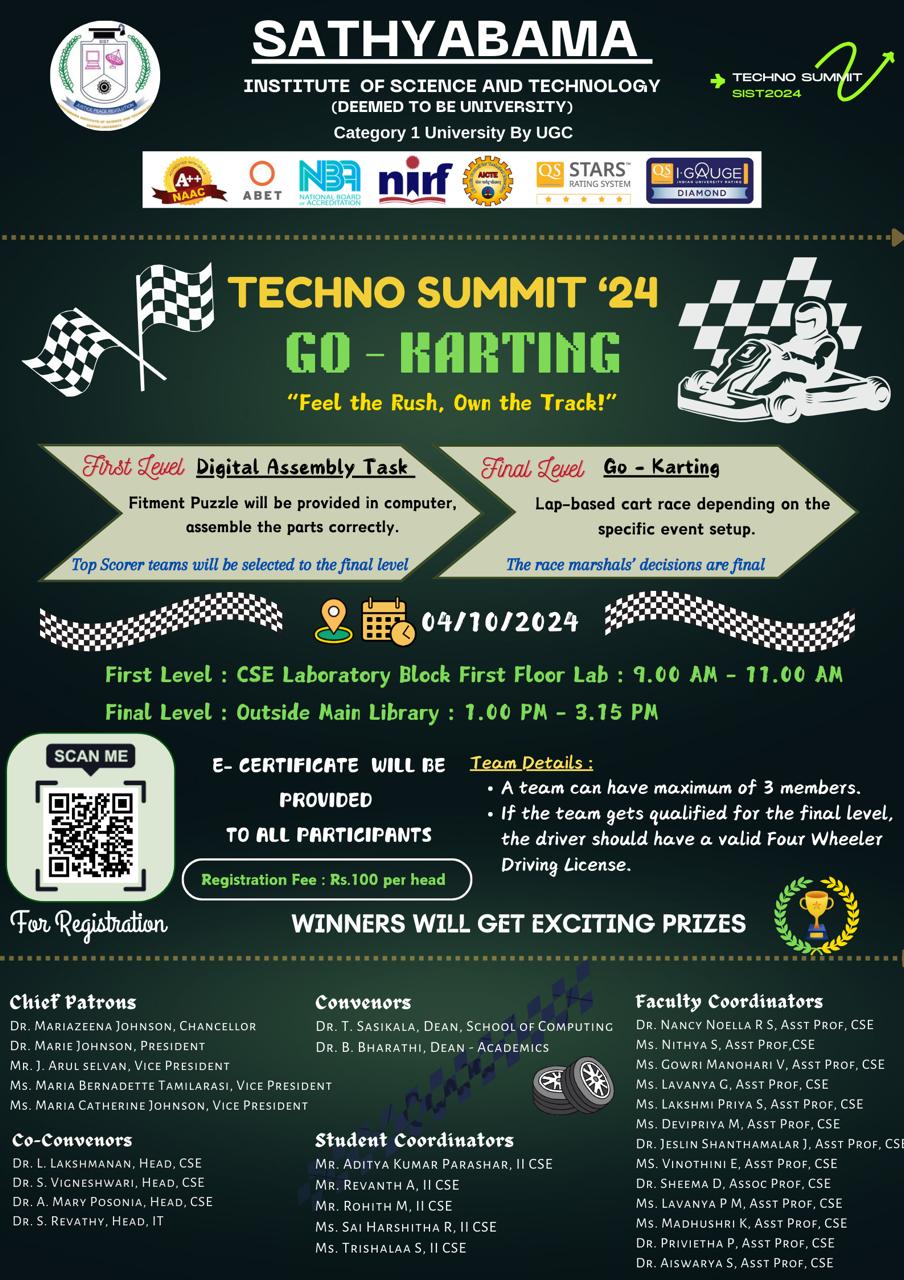 SATHYABAMA
INSTITUTE OF SCIENCE AND TECHNOLOGY
(DEEMED TO BE UNIVERSITY)
Category 1 University By UGC
SIST
TECHNO SUMMIT
SIST2024
A++
NAAC
ABET
NBA
NATIONAL BOARD
OF ACCREDITATION
nirf
AICTE
QS STARS™
RATING SYSTEM
QS I·GAUGE
INDIAN UNIVERSITY RATING
DIAMOND
TECHNO SUMMIT ‘24
GO - KARTING
“Feel the Rush, Own the Track!”
1
First Level Digital Assembly Task
Fitment Puzzle will be provided in computer,
assemble the parts correctly.
Top Scorer teams will be selected to the final level
Final Level Go - Karting
Lap-based cart race depending on the
specific event setup.
The race marshals’ decisions are final
04/10/2024
First Level : CSE Laboratory Block First Floor Lab : 9.00 AM - 11.00 AM
Final Level : Outside Main Library : 1.00 PM - 3.15 PM
SCAN ME
For Registration
E- CERTIFICATE WILL BE
PROVIDED
TO ALL PARTICIPANTS
Registration Fee : Rs.100 per head
Team Details :
• A team can have maximum of 3 members.
• If the team gets qualified for the final level,
the driver should have a valid Four Wheeler
Driving License.
WINNERS WILL GET EXCITING PRIZES
Chief Patrons
Dr. Mariazeena Johnson, Chancellor
Dr. Marie Johnson, President
Mr. J. Arul selvan, Vice President
Ms. Maria Bernadette Tamilarasi, Vice President
Ms. Maria Catherine Johnson, Vice President
Co-Convenors
Dr. L. Lakshmanan, Head, CSE
Dr. S. Vigneshwari, Head, CSE
Dr. A. Mary Posonia, Head, CSE
Dr. S. Revathy, Head, IT
Convenors
Dr. T. Sasikala, Dean, School of Computing
Dr. B. Bharathi, Dean - Academics
Student Coordinators
Mr. Aditya Kumar Parashar, II CSE
Mr. Revanth A, II CSE
Mr. Rohith M, II CSE
Ms. Sai Harshitha R, II CSE
Ms. Trishalaa S, II CSE
Faculty Coordinators
Dr. Nancy Noella R S, Asst Prof, CSE
Ms. Nithya S, Asst Prof,CSE
Ms. Gowri Manohari V, Asst Prof, CSE
Ms. Lavanya G, Asst Prof, CSE
Ms. Lakshmi Priya S, Asst Prof, CSE
Ms. Devipriya M, Asst Prof, CSE
Dr. Jeslin Shanthamalar J, Asst Prof, CSE
MS. Vinothini E, Asst Prof, CSE
Dr. Sheema D, Assoc Prof, CSE
Ms. Lavanya P M, Asst Prof, CSE
Ms. Madhushri K, Asst Prof, CSE
Dr. Privietha P, Asst Prof, CSE
Dr. Aiswarya S, Asst Prof, CSE